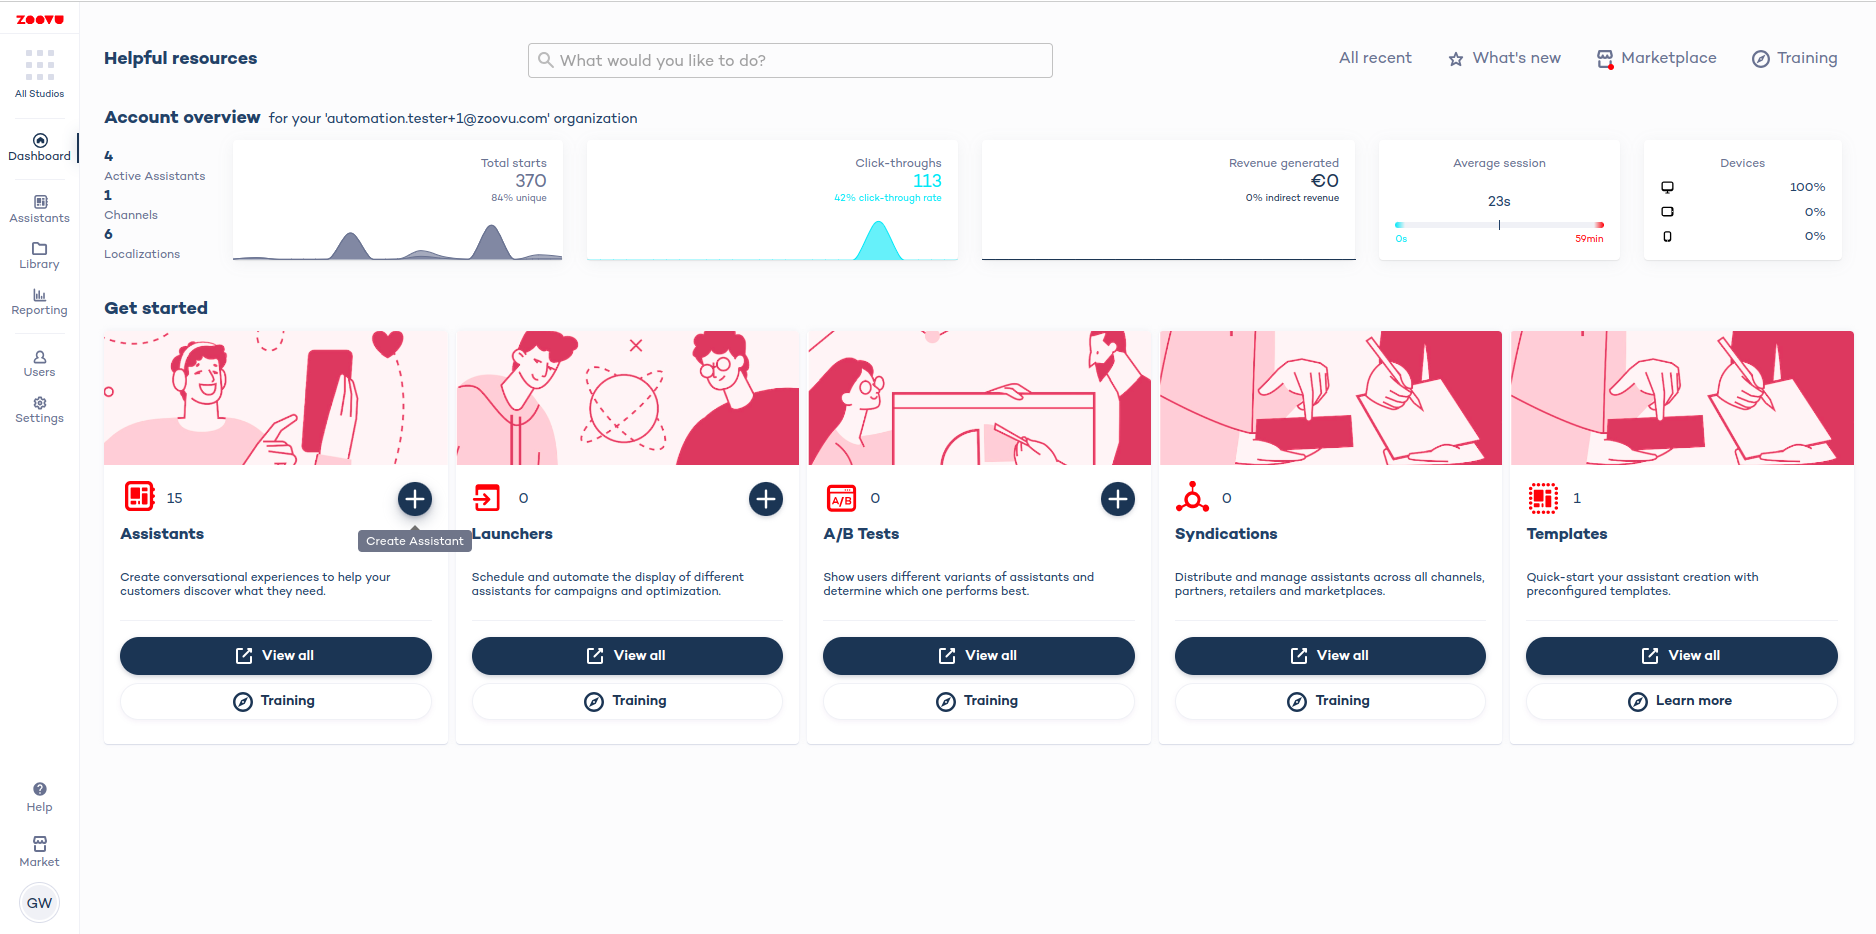 zoovu
All Studios
Dashboard
Assistants
Library
Reporting
Users
Settings
Help
Market
GW
Helpful resources
What would you like to do?
All recent
What's new
Marketplace
Training
Account overview for your 'automation.tester+1@zoovu.com' organization
4
Active Assistants
1
Channels
6
Localizations
Total starts
370
84% unique
Click-throughs
113
42% click-through rate
Revenue generated
€0
0% indirect revenue
Average session
23s
0s
59min
Devices
100%
0%
0%
Get started
15
Create Assistant
Assistants
Create conversational experiences to help your
customers discover what they need.
View all
Training
0
Launchers
Schedule and automate the display of different
assistants for campaigns and optimization.
View all
Training
A/B
0
A/B Tests
Show users different variants of assistants and
determine which one performs best.
View all
Training
0
Syndications
Distribute and manage assistants across all channels,
partners, retailers and marketplaces.
View all
Training
1
Templates
Quick-start your assistant creation with
preconfigured templates.
View all
Learn more